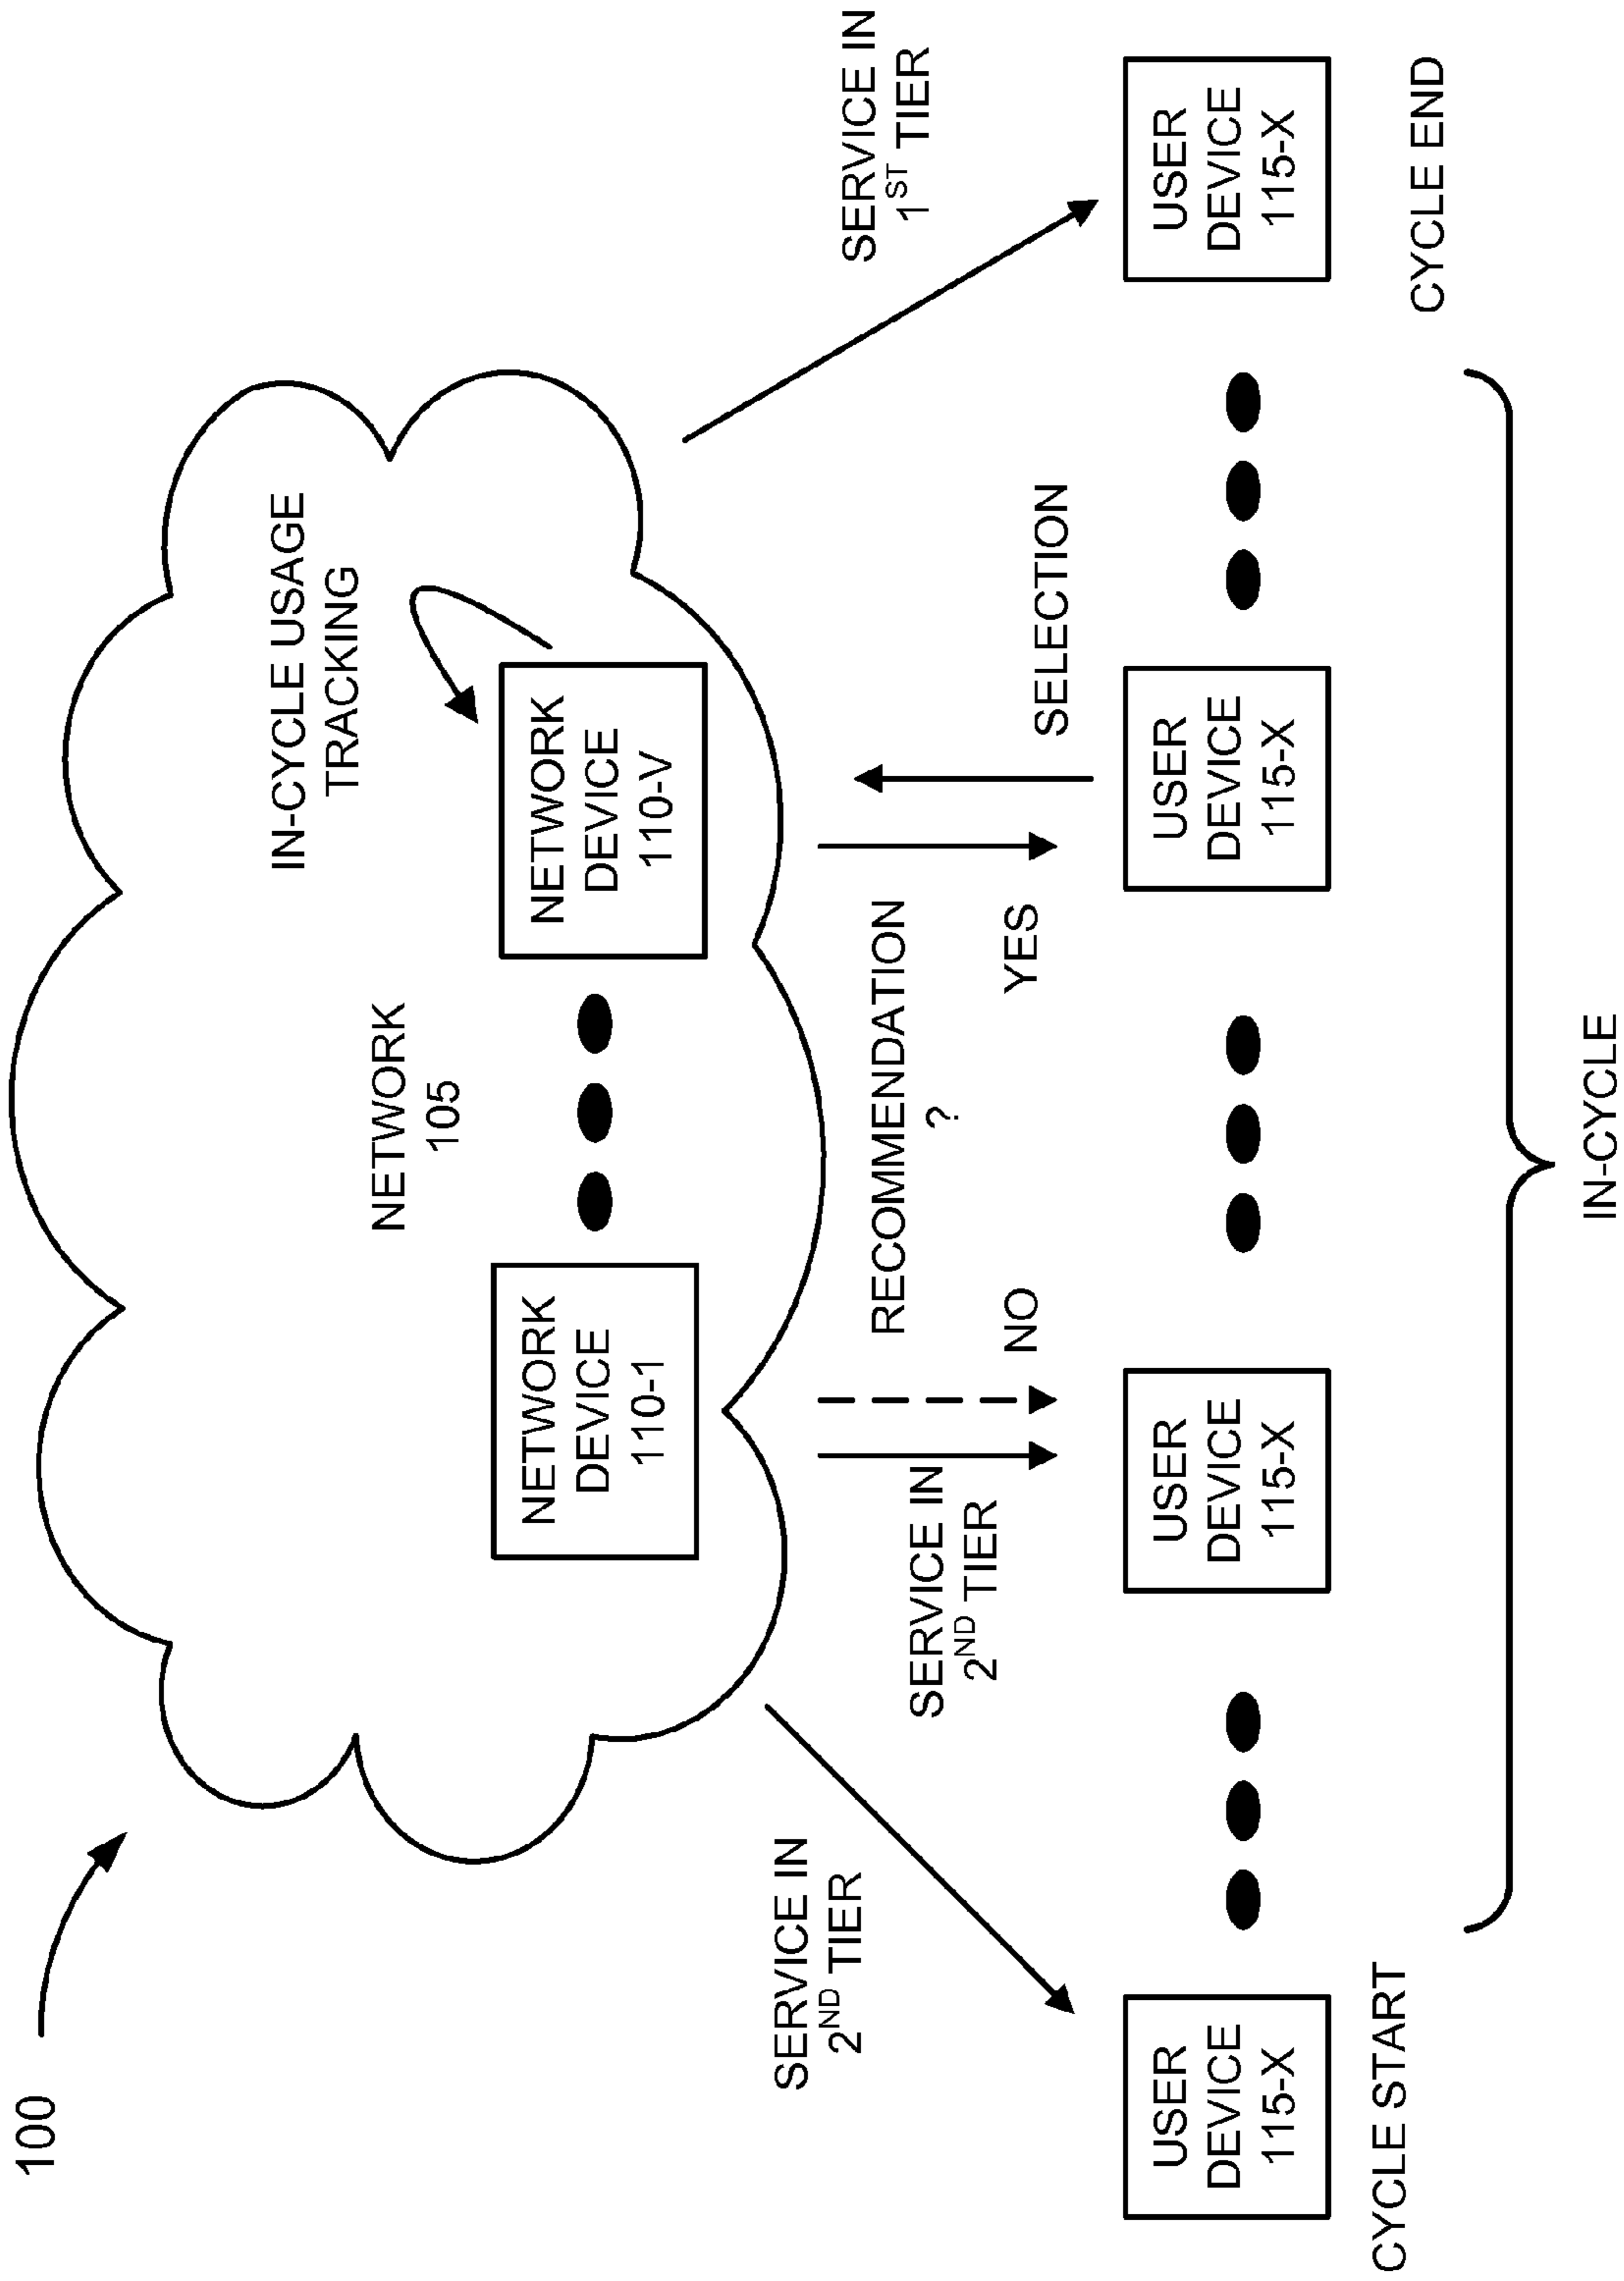 100
IN-CYCLE USAGE
TRACKING
NETWORK
105
NETWORK
DEVICE
110-1
NETWORK
DEVICE
110-V
SERVICE IN
2ND TIER
SERVICE IN
2ND TIER
RECOMMENDATION
?
NO
YES
SELECTION
SERVICE IN
1ST TIER
USER
DEVICE
115-X
USER
DEVICE
115-X
USER
DEVICE
115-X
USER
DEVICE
115-X
CYCLE START
CYCLE END
IN-CYCLE